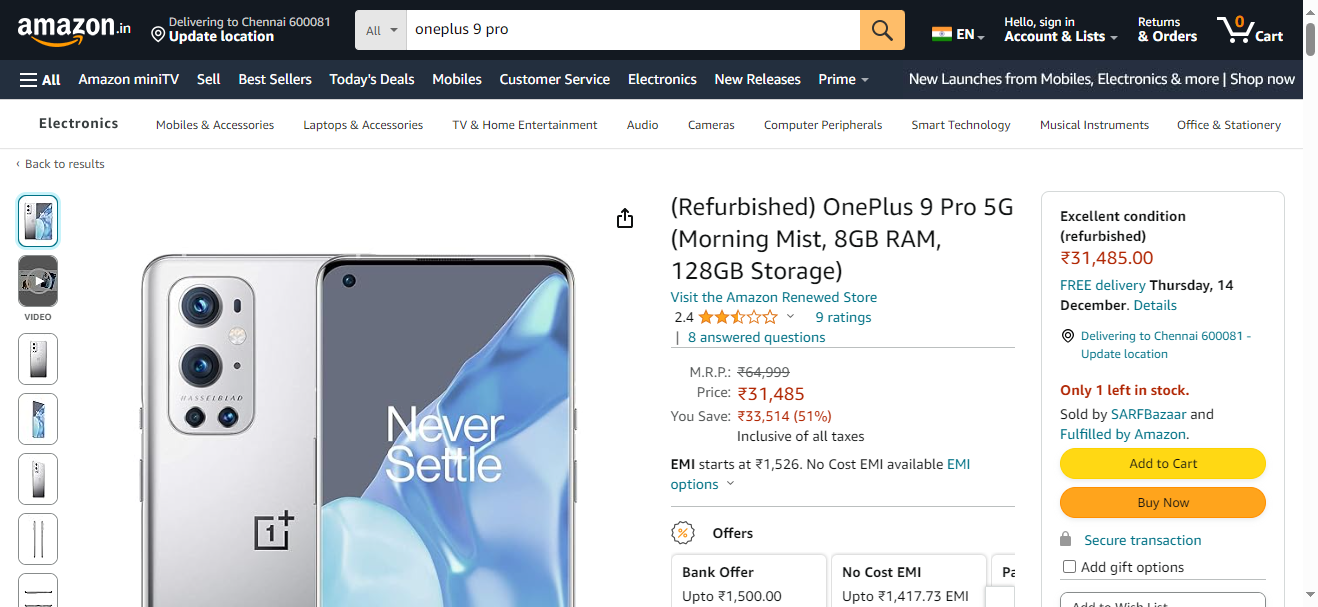 amazon.in
Delivering to Chennai 600081
Update location
All
oneplus 9 pro
EN
Hello, sign in
Account & Lists
Returns
& Orders
0
Cart
All
Amazon miniTV
Sell
Best Sellers
Today's Deals
Mobiles
Customer Service
Electronics
New Releases
Prime
New Launches from Mobiles, Electronics & more | Shop now
Electronics
Mobiles & Accessories
Laptops & Accessories
TV & Home Entertainment
Audio
Cameras
Computer Peripherals
Smart Technology
Musical Instruments
Office & Stationery
‹ Back to results
VIDEO
HASSELBLAD
Never
Settle
1
(Refurbished) OnePlus 9 Pro 5G
(Morning Mist, 8GB RAM,
128GB Storage)
Visit the Amazon Renewed Store
2.4
9 ratings
| 8 answered questions
M.R.P.: ₹64,999
Price: ₹31,485
You Save: ₹33,514 (51%)
Inclusive of all taxes
EMI starts at ₹1,526. No Cost EMI available EMI
options
%
Offers
Bank Offer
Upto ₹1,500.00
No Cost EMI
Upto ₹1,417.73 EMI
Pa
Excellent condition
(refurbished)
₹31,485.00
FREE delivery Thursday, 14
December. Details
Delivering to Chennai 600081 -
Update location
Only 1 left in stock.
Sold by SARFBazaar and
Fulfilled by Amazon.
Add to Cart
Buy Now
Secure transaction
Add gift options
Add to Wish List